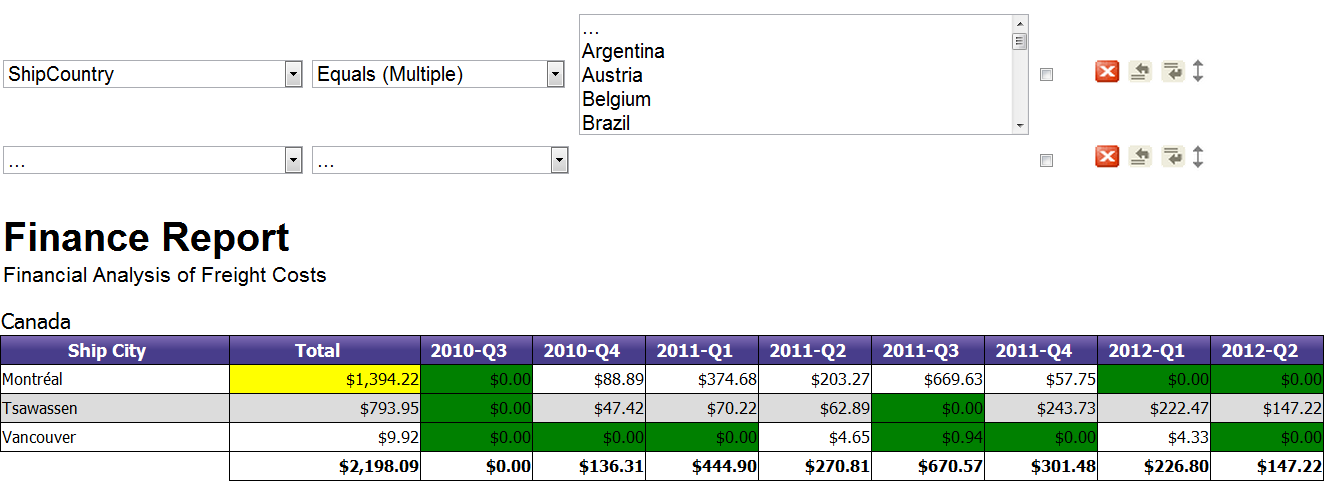 ...
Argentina
ShipCountry Equals (Multiple) Austria
Belgium
Brazil
... ...
Finance Report
Financial Analysis of Freight Costs
Canada
Ship City Total 2010-Q3 2010-Q4 2011-Q1 2011-Q2 2011-Q3 2011-Q4 2012-Q1 2012-Q2
Montréal $1,394.22 $0.00 $88.89 $374.68 $203.27 $669.63 $57.75 $0.00 $0.00
Tsawassen $793.95 $0.00 $47.42 $70.22 $62.89 $0.00 $243.73 $222.47 $147.22
Vancouver $9.92 $0.00 $0.00 $0.00 $4.65 $0.94 $0.00 $4.33 $0.00
$2,198.09 $0.00 $136.31 $444.90 $270.81 $670.57 $301.48 $226.80 $147.22